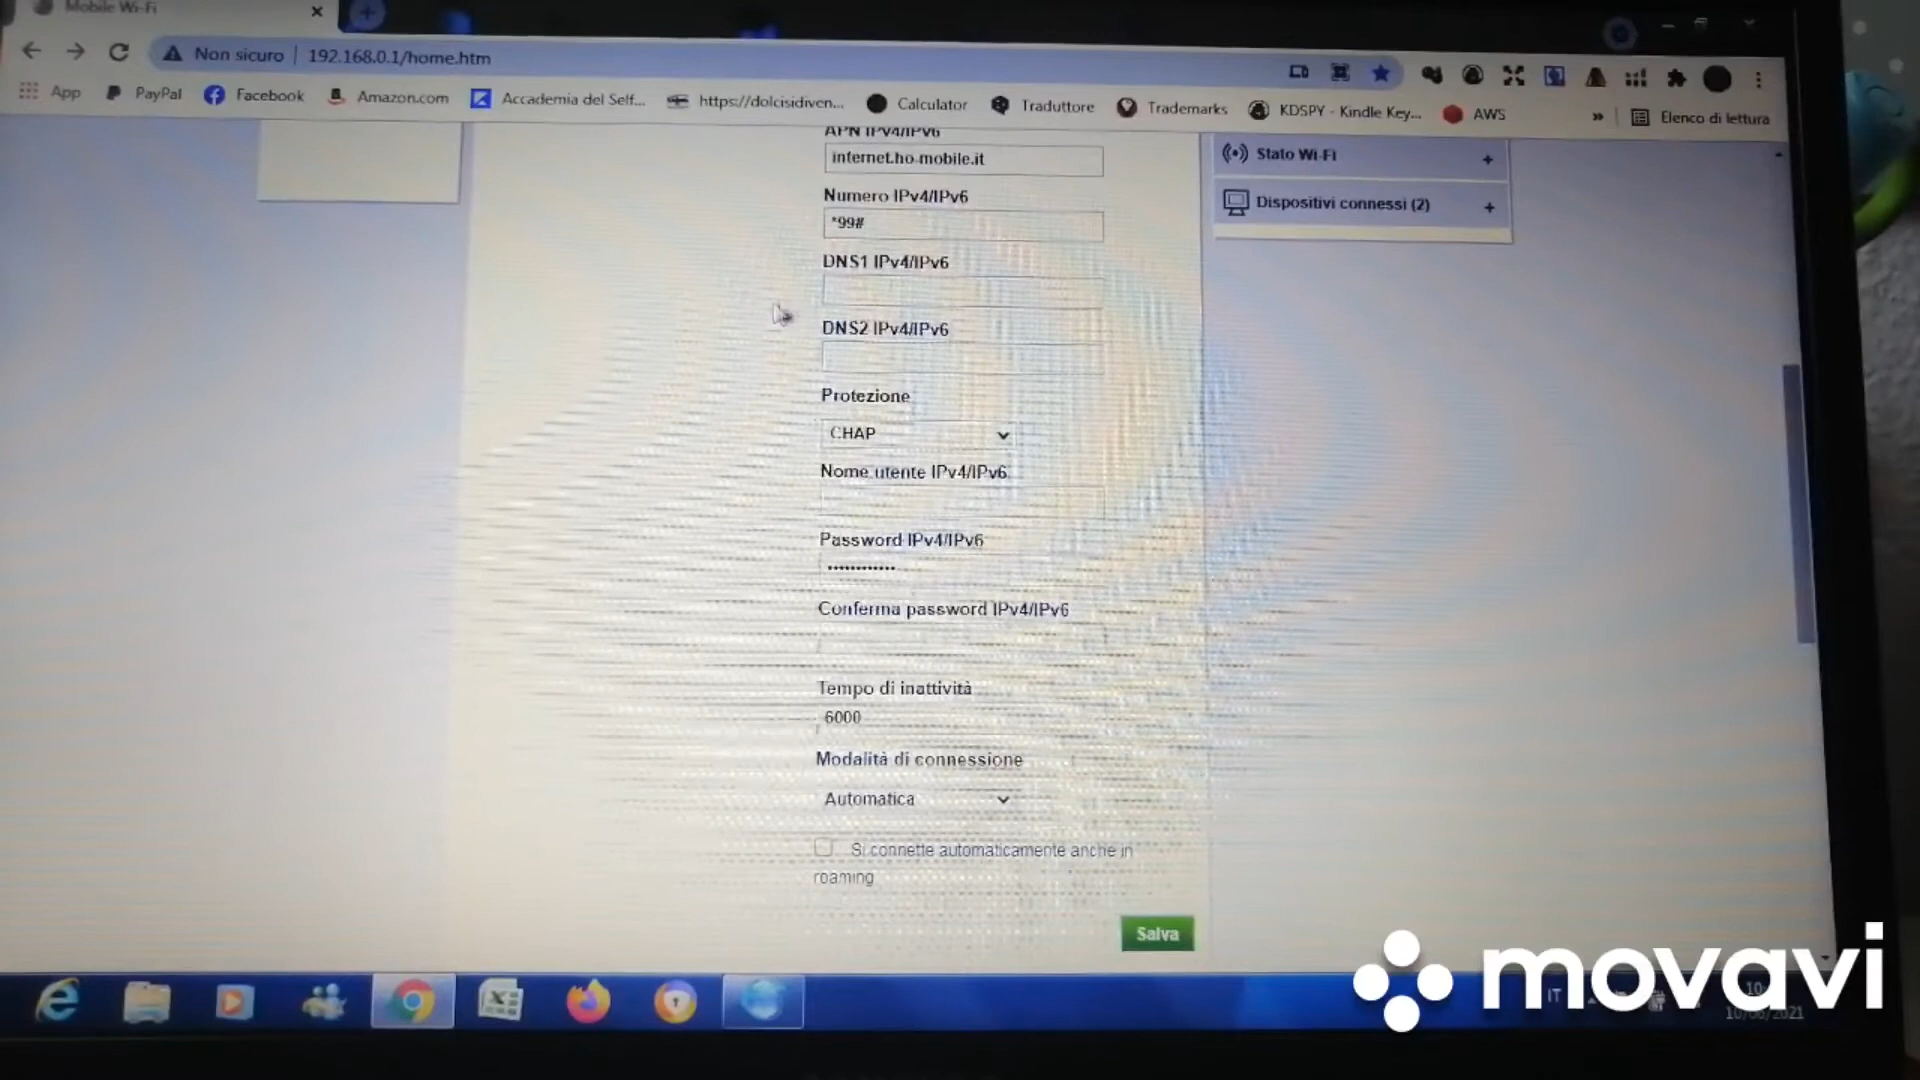 Mobile Wi-Fi
Non sicuro | 192.168.0.1/home.htm
App PayPal Facebook Amazon.com Accademia del Self... https://dolcisidiven... Calculator Traduttore Trademarks KDSPY - Kindle Key... AWS » Elenco di lettura
APN IPv4/IPv6
internet.ho-mobile.it
Numero IPv4/IPv6
*99#
DNS1 IPv4/IPv6
DNS2 IPv4/IPv6
Protezione
CHAP
Nome utente IPv4/IPv6
Password IPv4/IPv6
••••••••••••
Conferma password IPv4/IPv6
Tempo di inattività
6000
Modalità di connessione
Automatica
Si connette automaticamente anche in
roaming
Salva
Stato Wi-Fi +
Dispositivi connessi (2) +
IT
movavi